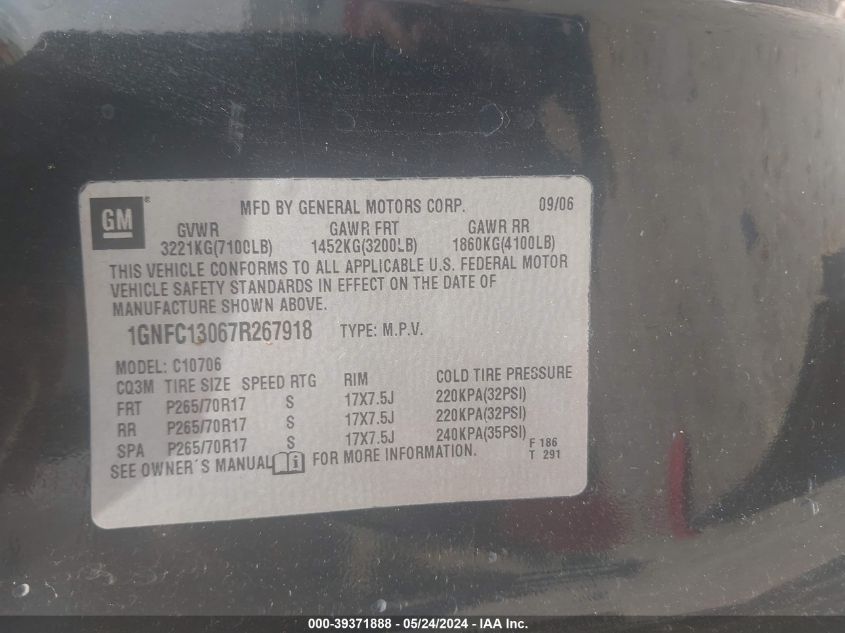 GM®
MFD BY GENERAL MOTORS CORP. 09/06
GVWR GAWR FRT GAWR RR
3221KG(7100LB) 1452KG(3200LB) 1860KG(4100LB)
THIS VEHICLE CONFORMS TO ALL APPLICABLE U.S. FEDERAL MOTOR
VEHICLE SAFETY STANDARDS IN EFFECT ON THE DATE OF
MANUFACTURE SHOWN ABOVE.
1GNFC13067R267918 TYPE: M.P.V.
MODEL: C10706
CQ3M TIRE SIZE SPEED RTG RIM COLD TIRE PRESSURE
FRT P265/70R17 S 17X7.5J 220KPA(32PSI)
RR P265/70R17 S 17X7.5J 220KPA(32PSI)
SPA P265/70R17 S 17X7.5J 240KPA(35PSI)
SEE OWNER'S MANUAL i FOR MORE INFORMATION.
F 186
T 291
000-39371888 - 05/24/2024 - IAA Inc.